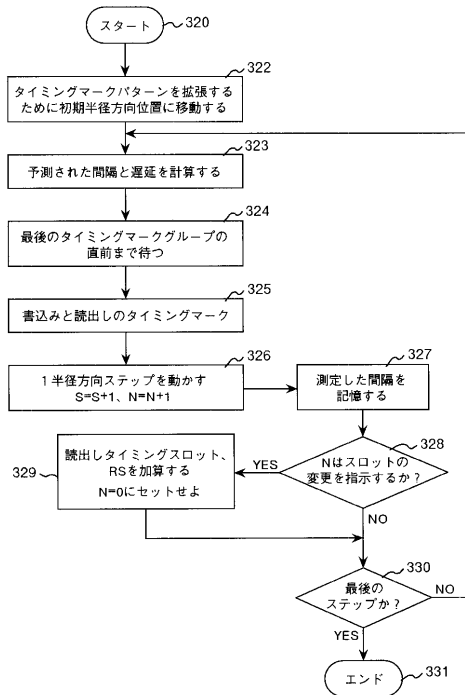 スタート
320
322
タイミングマークパターンを拡張する
ために初期半径方向位置に移動する
323
予測された間隔と遅延を計算する
324
最後のタイミングマークグループの
直前まで待つ
325
書込みと読出しのタイミングマーク
326
1半径方向ステップを動かす
S=S+1、N=N+1
327
測定した間隔を
記憶する
328
Nはスロットの
変更を指示するか?
YES
NO
329
読出しタイミングスロット、
RSを加算する
N=0にセットせよ
330
最後の
ステップか?
NO
YES
エンド
331